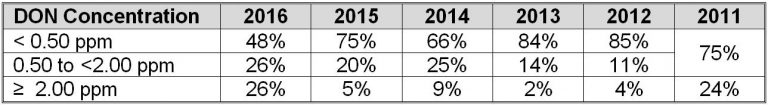 DON Concentration 2016 2015 2014 2013 2012 2011
< 0.50 ppm 48% 75% 66% 84% 85% 75%
0.50 to <2.00 ppm 26% 20% 25% 14% 11%
≥ 2.00 ppm 26% 5% 9% 2% 4% 24%